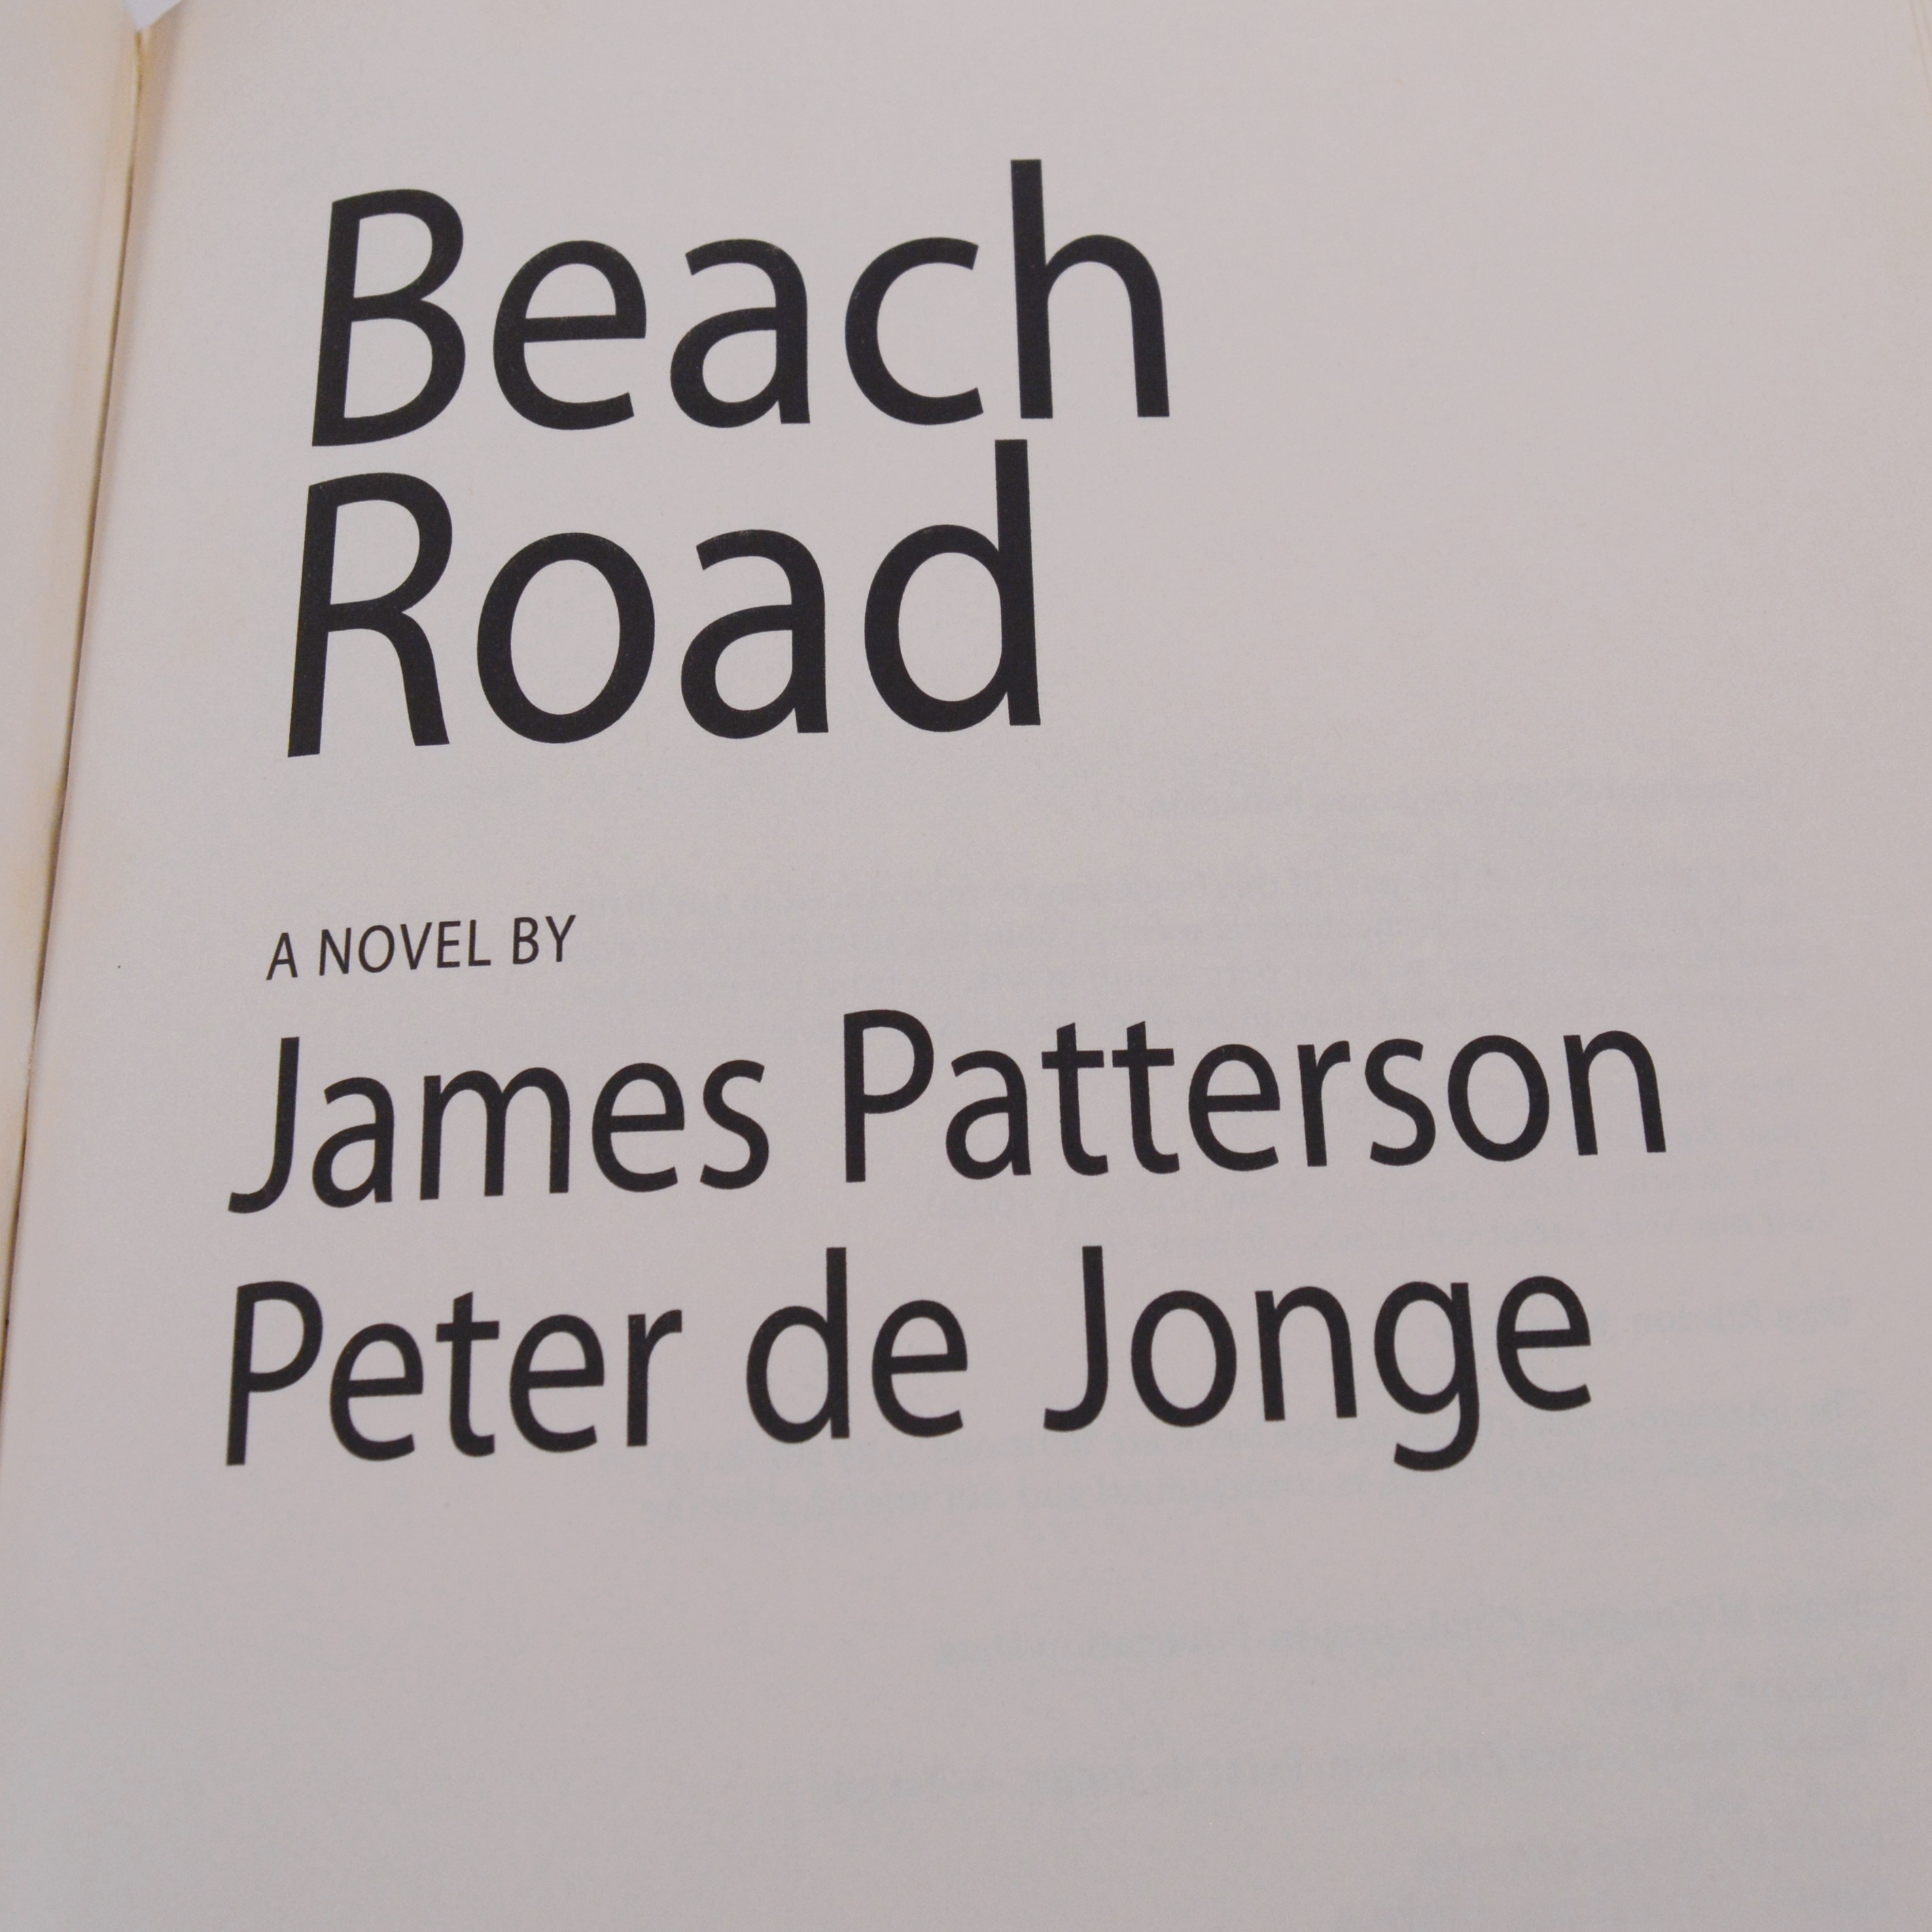 Beach
Road
A NOVEL BY
James Patterson
Peter de Jonge